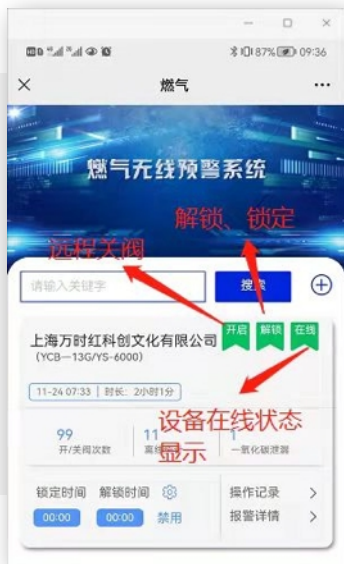 87% 09:36
燃气
燃气无线预警系统
解锁、锁定
远程关阀
请输入关键字
搜索
开启 解锁 在线
上海万时红科创文化有限公司
(YCB—13G/YS-6000)
11-24 07:33 | 时长: 2小时1分
设备在线状态
显示
99 11 1
开/关阀次数 一氧化碳泄漏
锁定时间 解锁时间 操作记录
00:00 00:00 禁用 报警详情